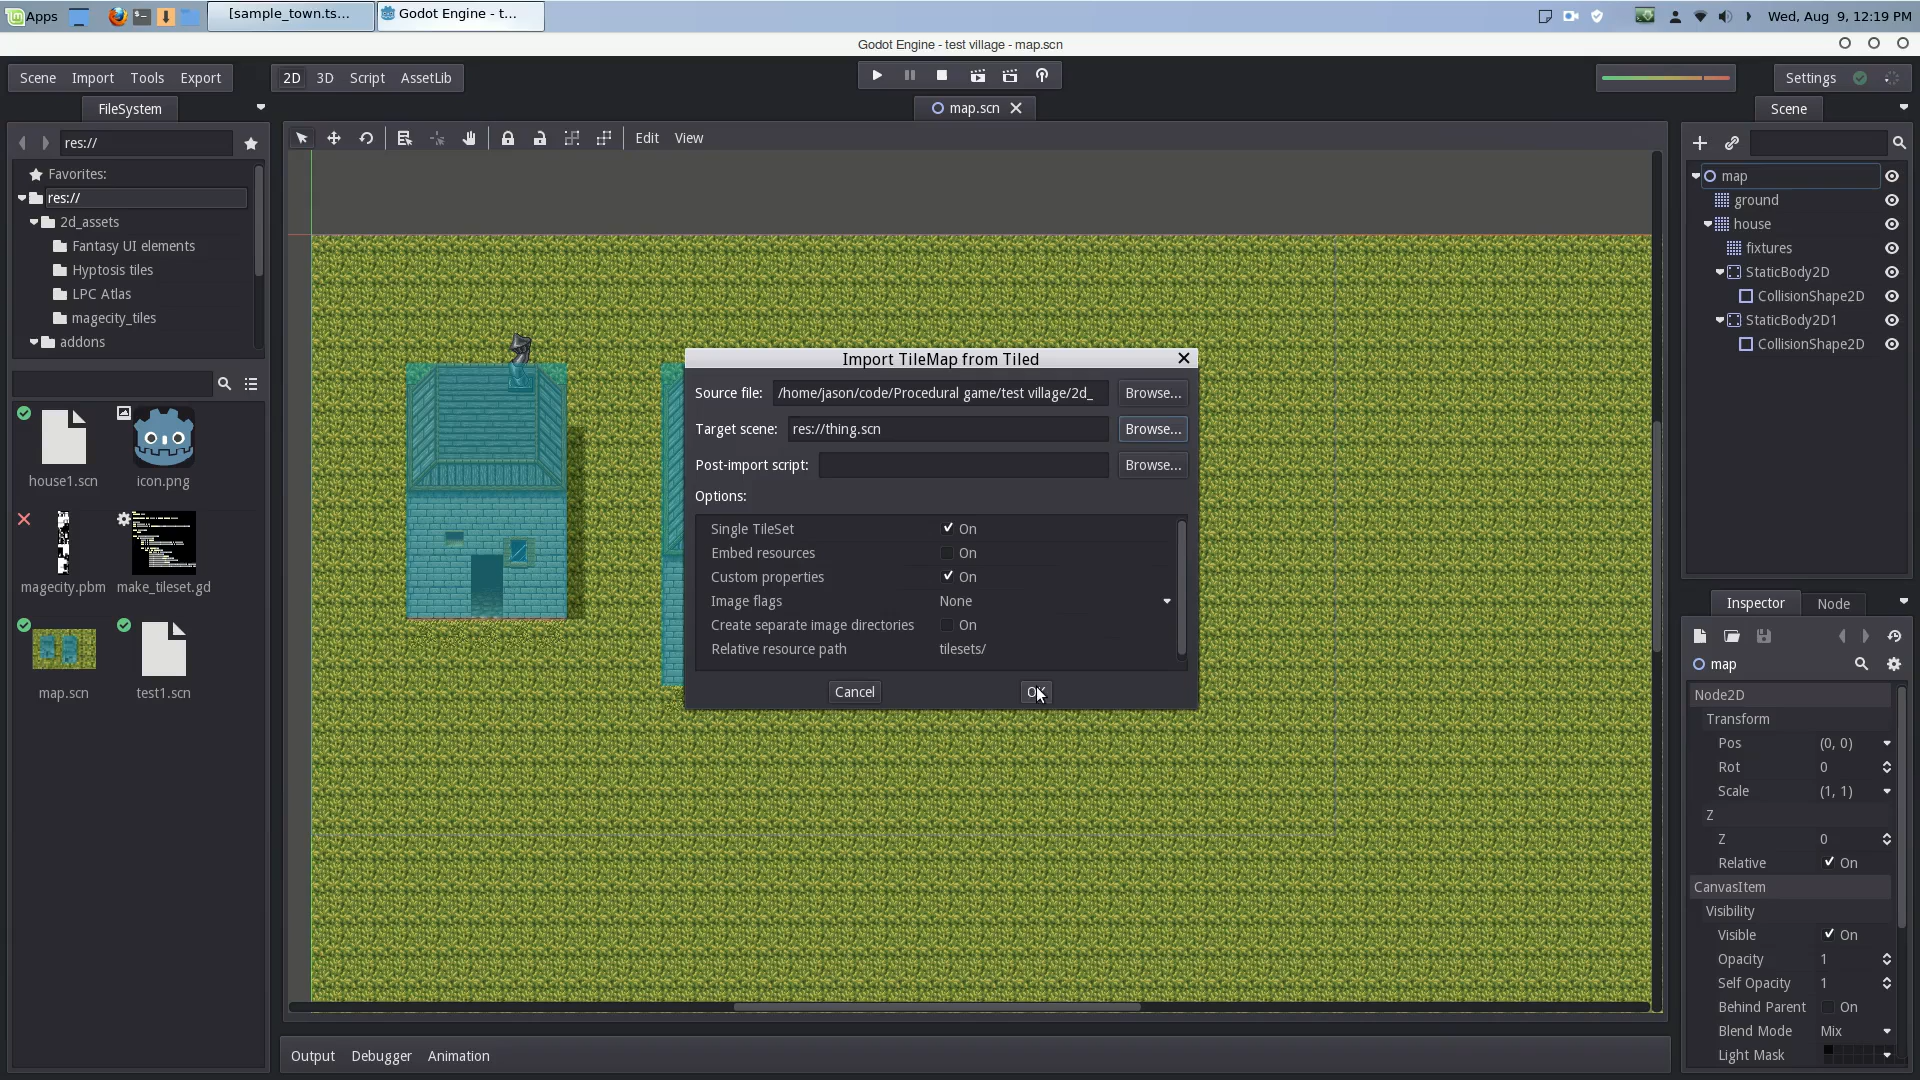 Apps
[sample_town.ts...
Godot Engine - t...
Wed, Aug 9, 12:19 PM
Godot Engine - test village - map.scn
Scene Import Tools Export
2D 3D Script AssetLib
Settings
FileSystem
map.scn
Scene
res://
Edit View
Favorites:
res://
2d_assets
Fantasy UI elements
Hyptosis tiles
LPC Atlas
magecity_tiles
addons
house1.scn
icon.png
magecity.pbm
make_tileset.gd
map.scn
test1.scn
Import TileMap from Tiled
Source file: /home/jason/code/Procedural game/test village/2d_ Browse...
Target scene: res://thing.scn Browse...
Post-import script: Browse...
Options:
Single TileSet On
Embed resources On
Custom properties On
Image flags None
Create separate image directories On
Relative resource path tilesets/
Cancel OK
map
ground
house
fixtures
StaticBody2D
CollisionShape2D
StaticBody2D1
CollisionShape2D
Inspector Node
map
Node2D
Transform
Pos (0, 0)
Rot 0
Scale (1, 1)
Z
Z 0
Relative On
CanvasItem
Visibility
Visible On
Opacity 1
Self Opacity 1
Behind Parent On
Blend Mode Mix
Light Mask
Output Debugger Animation